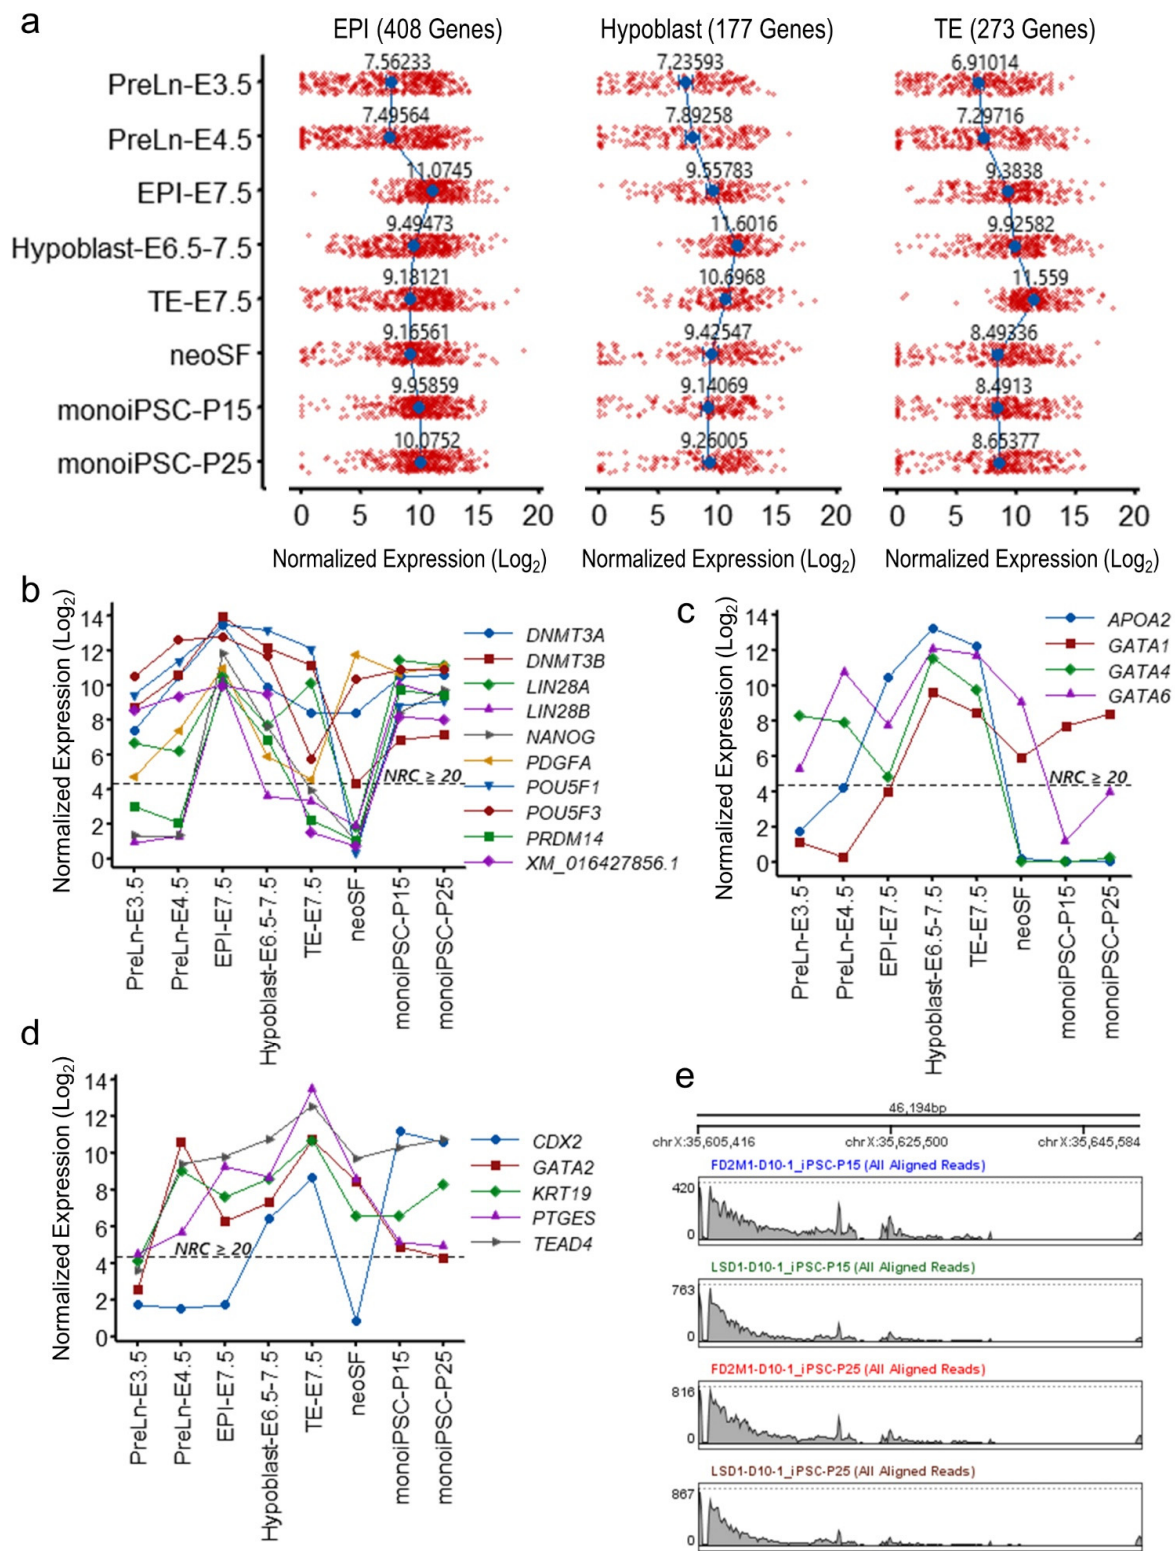 a
EPI (408 Genes) Hypoblast (177 Genes) TE (273 Genes)
PreLn-E3.5 7.56233 7.23593 6.91014
PreLn-E4.5 7.49564 7.89258 7.29716
EPI-E7.5 11.0745 9.55783 9.3838
Hypoblast-E6.5-7.5 9.49473 11.6016 9.92582
TE-E7.5 9.18121 10.6968 11.559
neoSF 9.16561 9.42547 8.49336
monoiPSC-P15 9.95859 9.14069 8.4913
monoiPSC-P25 10.0752 9.26005 8.65377
0 5 10 15 20 0 5 10 15 20 0 5 10 15 20
Normalized Expression (Log2) Normalized Expression (Log2) Normalized Expression (Log2)
b
Normalized Expression (Log2)
14
12
10
8
6
4
2
0
NRC ≥ 20
DNMT3A
DNMT3B
LIN28A
LIN28B
NANOG
PDGFA
POU5F1
POU5F3
PRDM14
XM_016427856.1
PreLn-E3.5
PreLn-E4.5
EPI-E7.5
Hypoblast-E6.5-7.5
TE-E7.5
neoSF
monoiPSC-P15
monoiPSC-P25
c
Normalized Expression (Log2)
14
12
10
8
6
4
2
0
APOA2
GATA1
GATA4
GATA6
NRC ≥ 20
PreLn-E3.5
PreLn-E4.5
EPI-E7.5
Hypoblast-E6.5-7.5
TE-E7.5
neoSF
monoiPSC-P15
monoiPSC-P25
d
Normalized Expression (Log2)
14
12
10
8
6
4
2
0
NRC ≥ 20
CDX2
GATA2
KRT19
PTGES
TEAD4
PreLn-E3.5
PreLn-E4.5
EPI-E7.5
Hypoblast-E6.5-7.5
TE-E7.5
neoSF
monoiPSC-P15
monoiPSC-P25
e
46,194bp
chrX:35,605,416 chrX:35,625,500 chrX:35,645,584
FD2M1-D10-1_iPSC-P15 (All Aligned Reads)
420
0
LSD1-D10-1_iPSC-P15 (All Aligned Reads)
763
0
FD2M1-D10-1_iPSC-P25 (All Aligned Reads)
816
0
LSD1-D10-1_iPSC-P25 (All Aligned Reads)
867
0